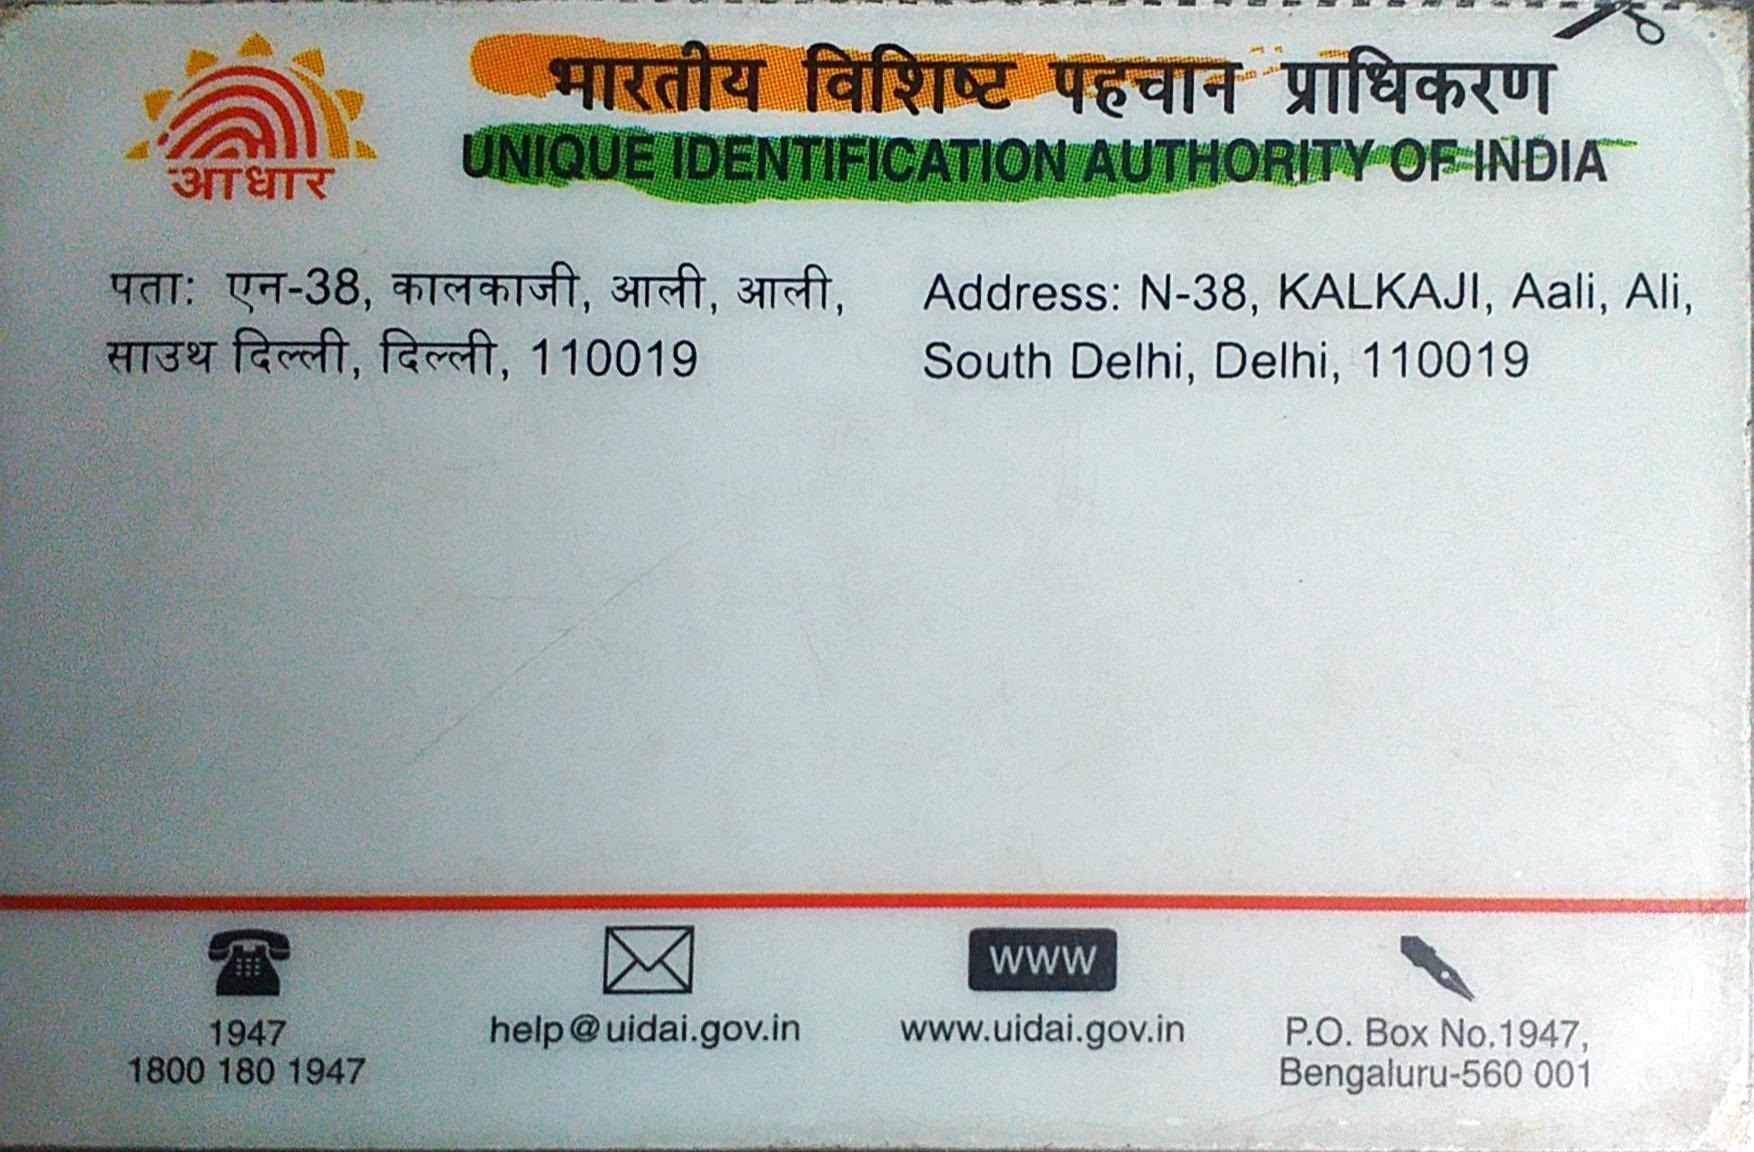 आधार
भारतीय विशिष्ट पहचान प्राधिकरण
UNIQUE IDENTIFICATION AUTHORITY OF INDIA
पता: एन-38, कालकाजी, आली, आली,
साउथ दिल्ली, दिल्ली, 110019
Address: N-38, KALKAJI, Aali, Ali,
South Delhi, Delhi, 110019
1947
1800 180 1947
help@uidai.gov.in
www
www.uidai.gov.in
P.O. Box No.1947,
Bengaluru-560 001